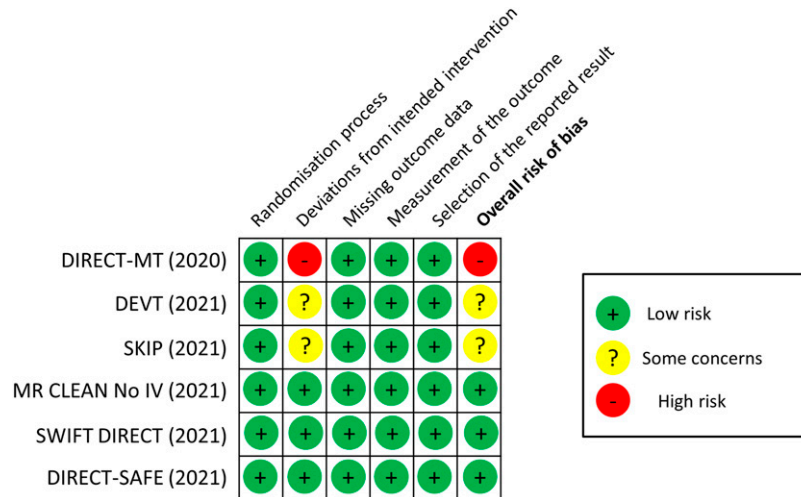 Randomisation process
Deviations from intended intervention
Missing outcome data
Measurement of the outcome
Selection of the reported result
Overall risk of bias
DIRECT-MT (2020) + - + + + -
DEVT (2021) + ? + + + ?
SKIP (2021) + ? + + + ?
MR CLEAN No IV (2021) + + + + + +
SWIFT DIRECT (2021) + + + + + +
DIRECT-SAFE (2021) + + + + + +
+ Low risk
? Some concerns
- High risk